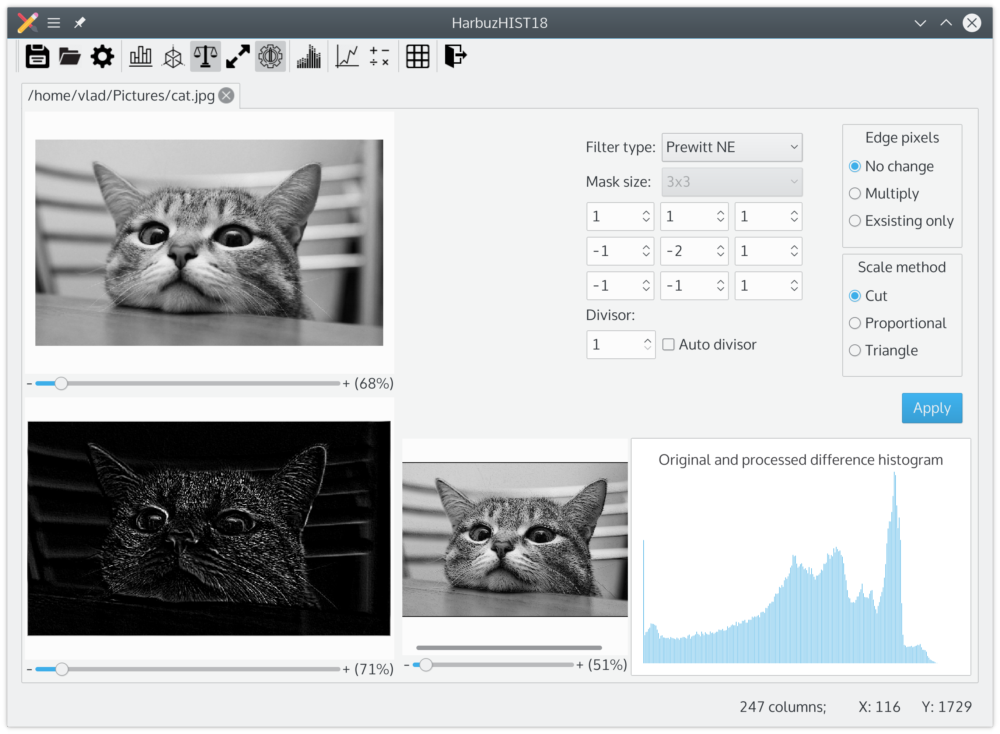 HarbuzHIST18
/home/vlad/Pictures/cat.jpg
Filter type: Prewitt NE
Mask size: 3x3
1 1 1
-1 -2 1
-1 -1 1
Divisor:
1 Auto divisor
Edge pixels
No change
Multiply
Exsisting only
Scale method
Cut
Proportional
Triangle
Apply
- + (68%)
- + (71%)
- + (51%)
Original and processed difference histogram
247 columns; X: 116 Y: 1729